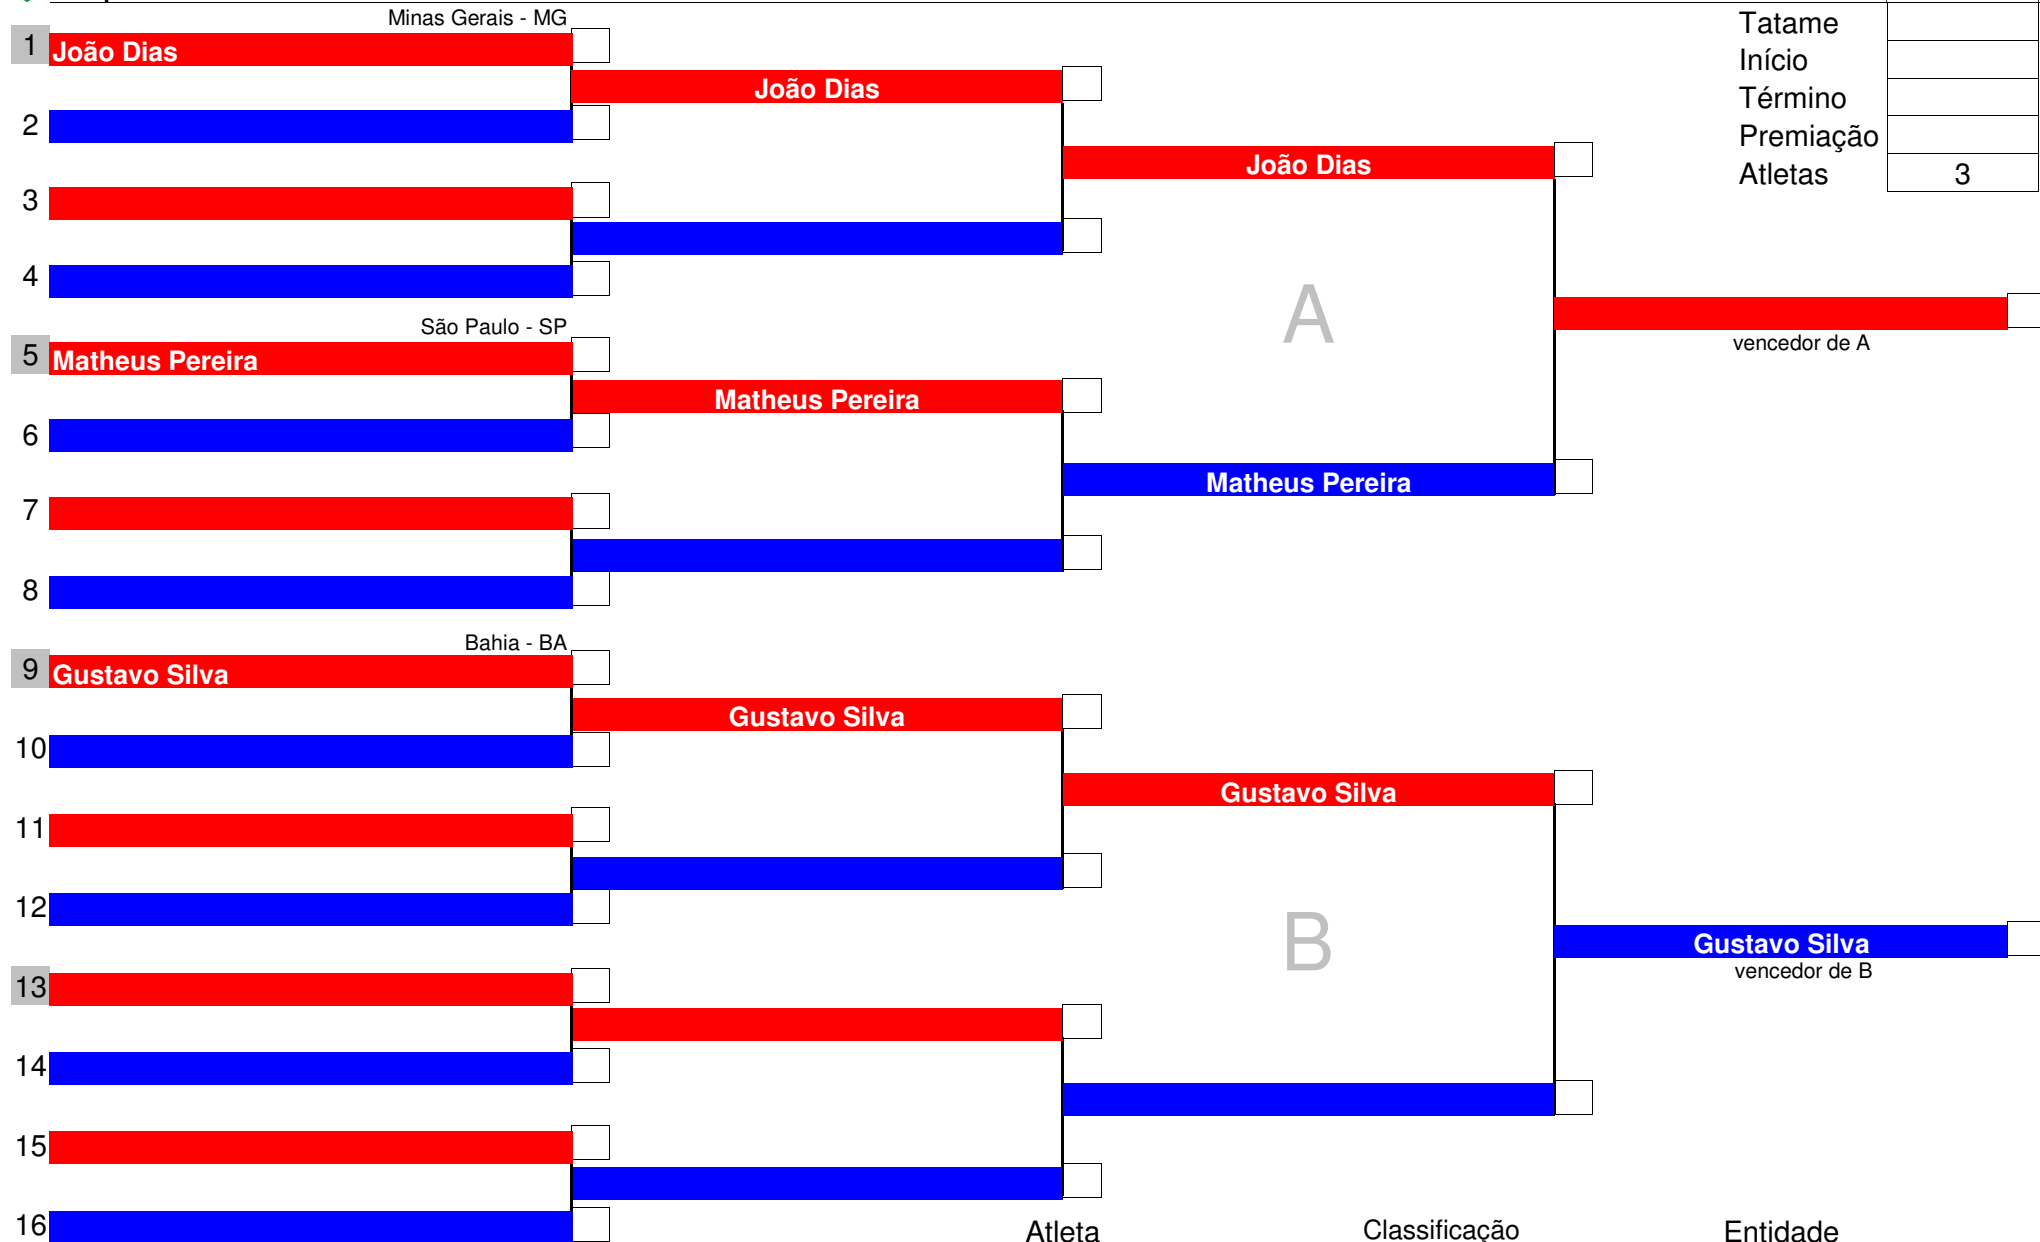 Minas Gerais - MG
Tatame
1 João Dias
Início
João Dias
Término
2
Premiação
João Dias
Atletas 3
3
4
A
São Paulo - SP
vencedor de A
5 Matheus Pereira
Matheus Pereira
6
Matheus Pereira
7
8
Bahia - BA
9 Gustavo Silva
Gustavo Silva
10
Gustavo Silva
11
12
B
Gustavo Silva
vencedor de B
13
14
15
16
Atleta Classificação Entidade